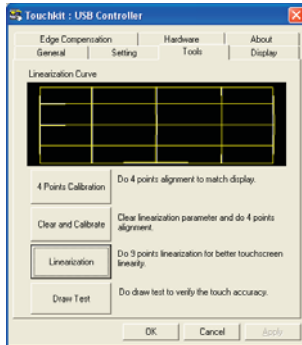 Touchkit : USB Controller
Edge Compensation Hardware About
General Setting Tools Display
Linearization Curve
4 Points Calibration
Do 4 points alignment to match display.
Clear and Calibrate
Clear linearization parameter and do 4 points
alignment.
Linearization
Do 9 points linearization for better touchscreen
linearity.
Draw Test
Do draw test to verify the touch accuracy.
OK Cancel Apply